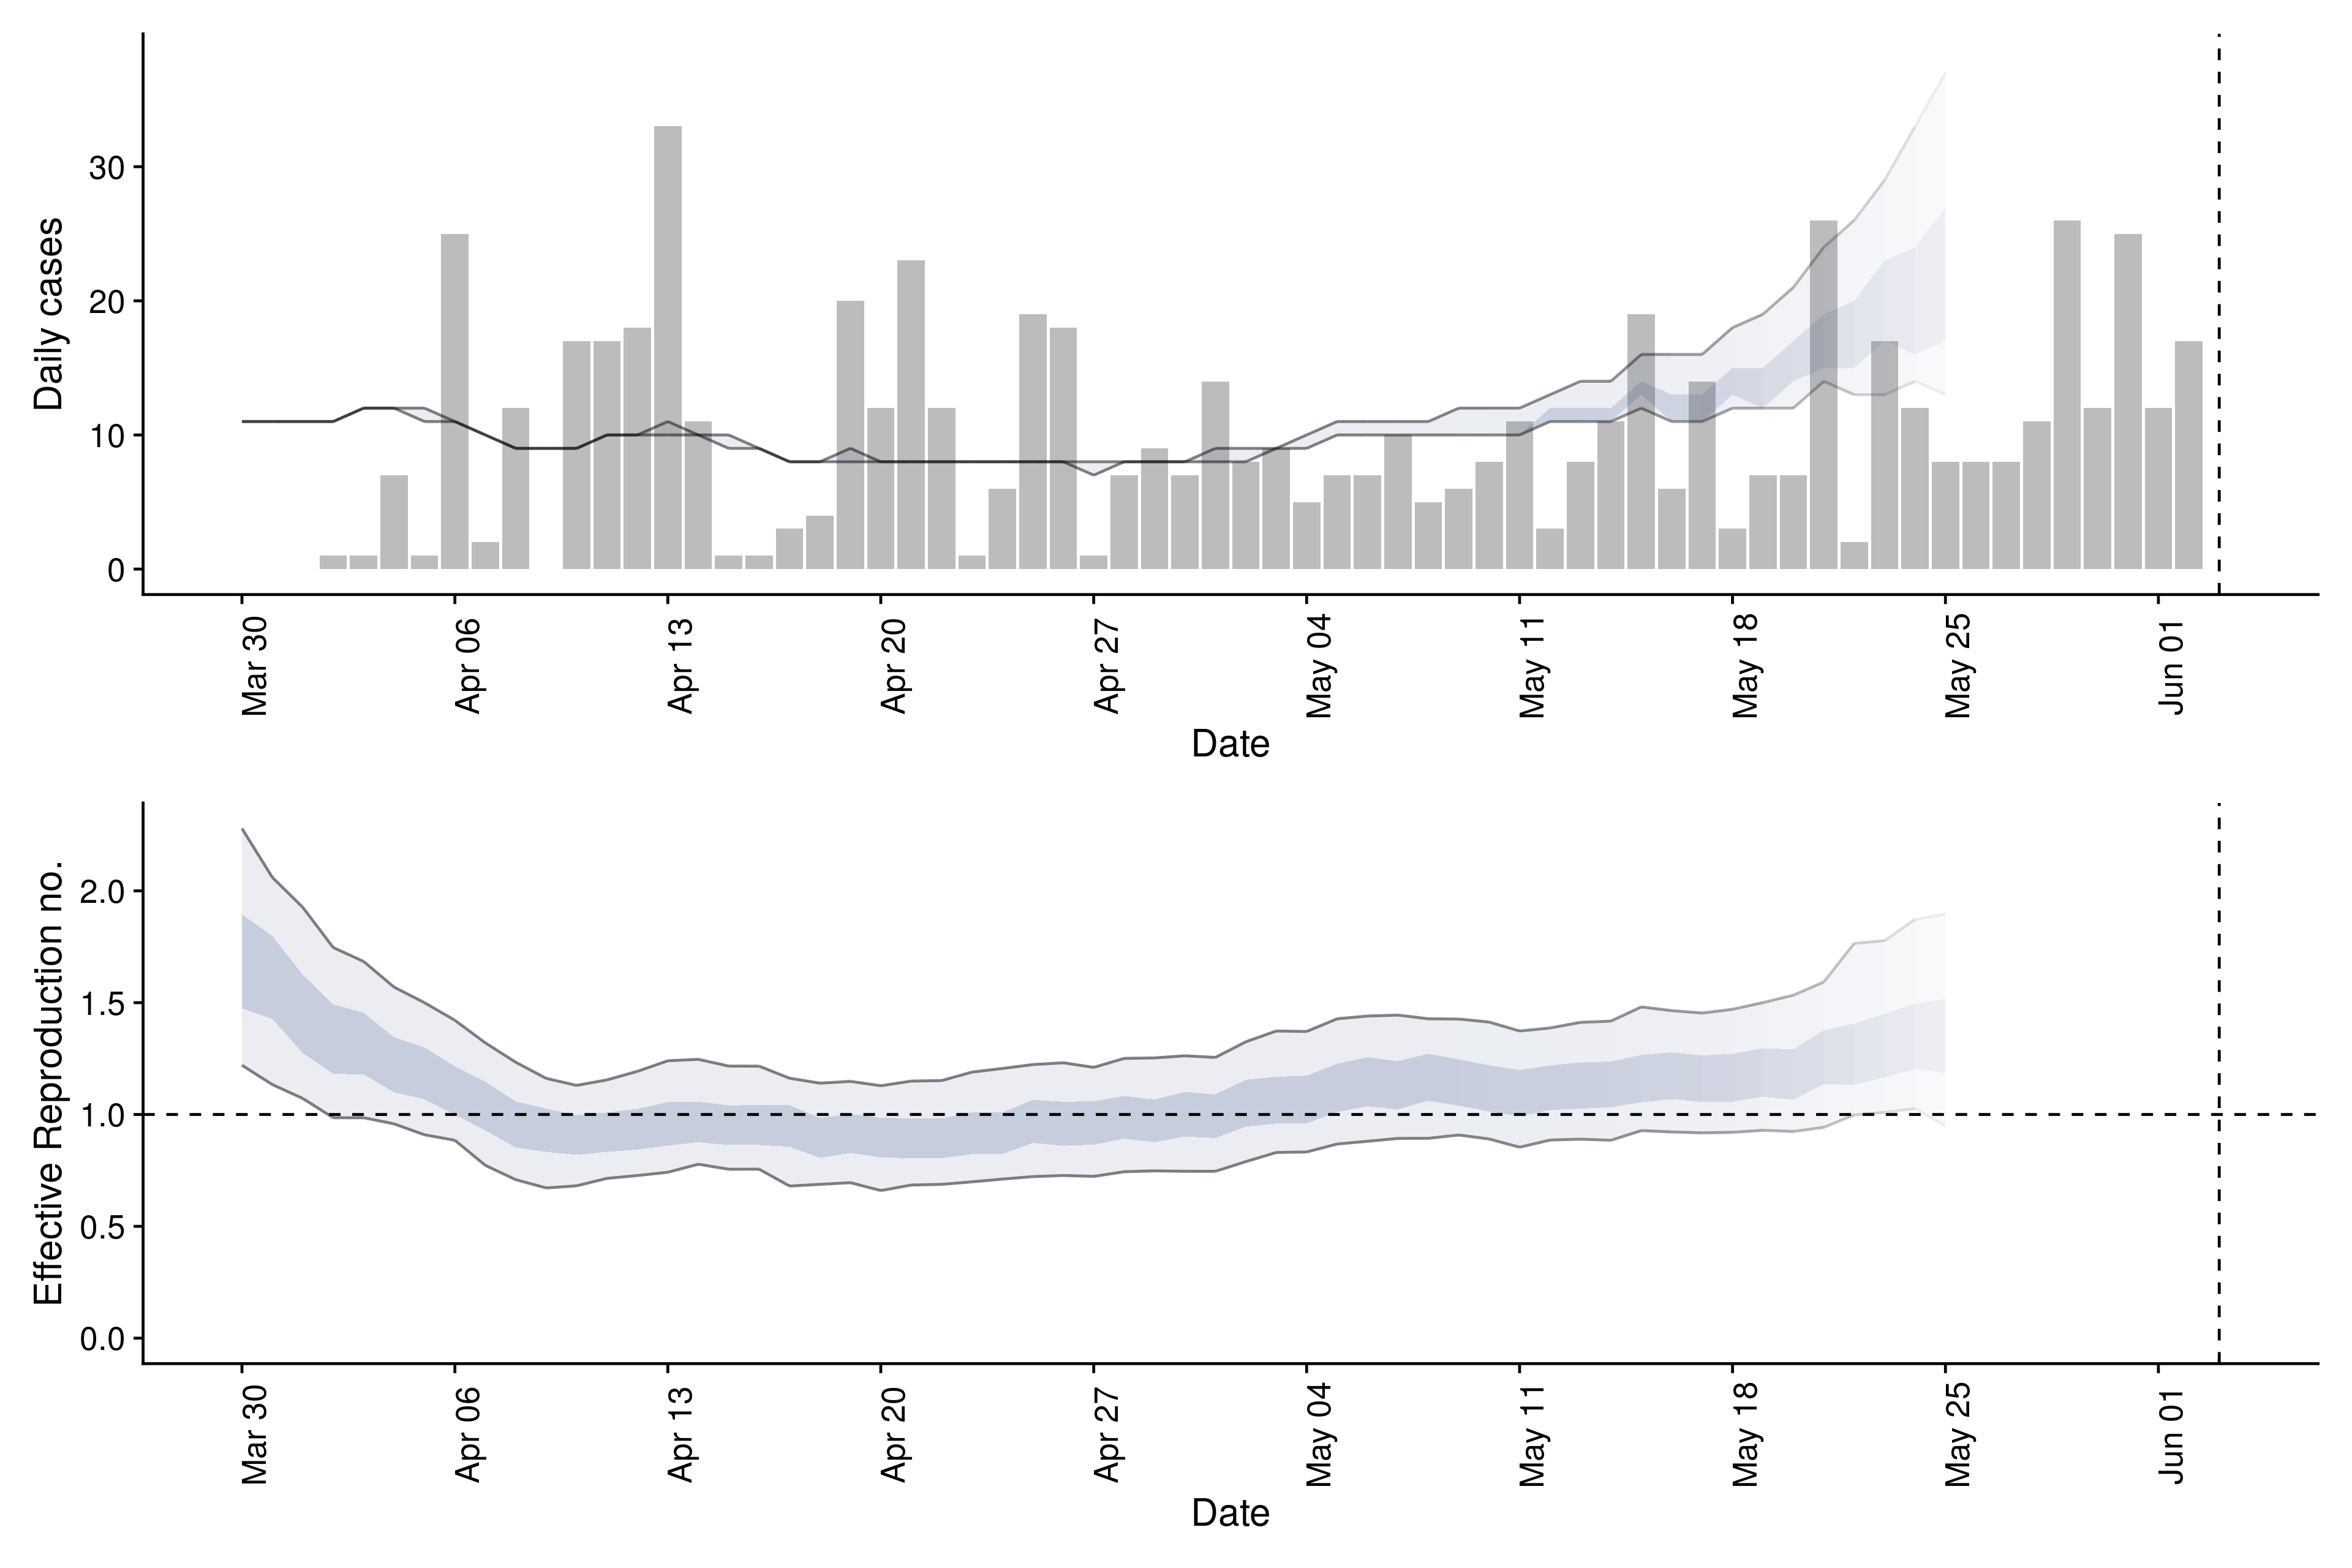 Daily cases
30
20
10
0
Mar 30
Apr 06
Apr 13
Apr 20
Apr 27
May 04
May 11
May 18
May 25
Jun 01
Date
Effective Reproduction no.
2.0
1.5
1.0
0.5
0.0
Mar 30
Apr 06
Apr 13
Apr 20
Apr 27
May 04
May 11
May 18
May 25
Jun 01
Date